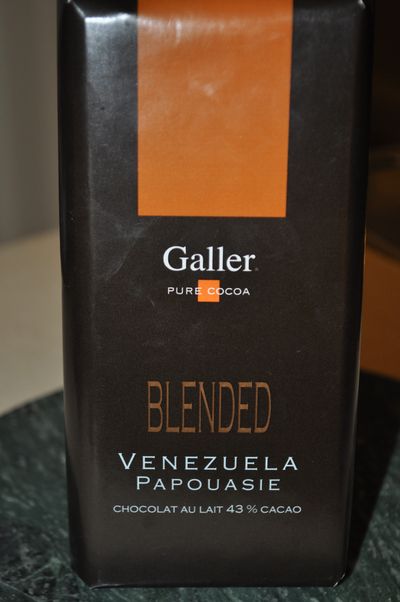 Galler
PURE COCOA
BLENDED
VENEZUELA
PAPOUASIE
CHOCOLAT AU LAIT 43 % CACAO